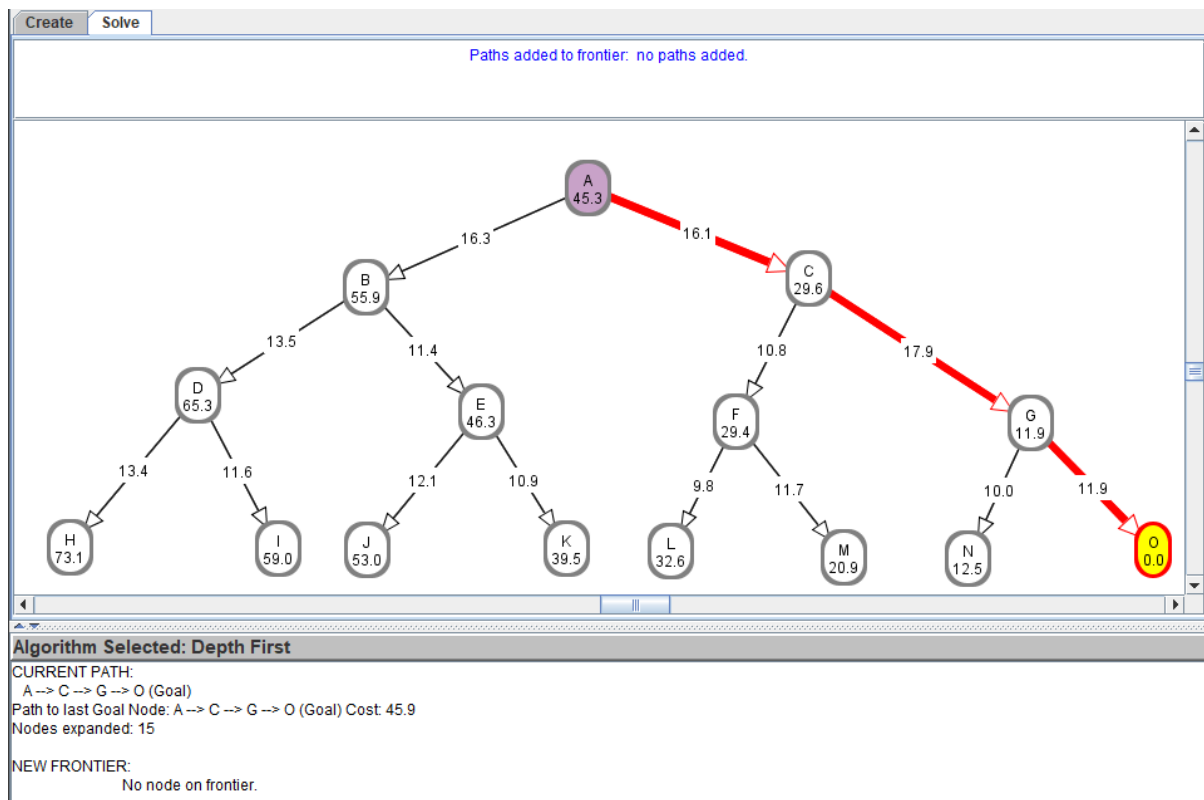 Create Solve
Paths added to frontier: no paths added.
A
45.3
16.3
16.1
B
55.9
C
29.6
13.5
11.4
10.8
17.9
D
65.3
E
46.3
F
29.4
G
11.9
13.4
11.6
12.1
10.9
9.8
11.7
10.0
11.9
H
73.1
I
59.0
J
53.0
K
39.5
L
32.6
M
20.9
N
12.5
O
0.0
Algorithm Selected: Depth First
CURRENT PATH:
A --> C --> G --> O (Goal)
Path to last Goal Node: A --> C --> G --> O (Goal) Cost: 45.9
Nodes expanded: 15
NEW FRONTIER:
No node on frontier.